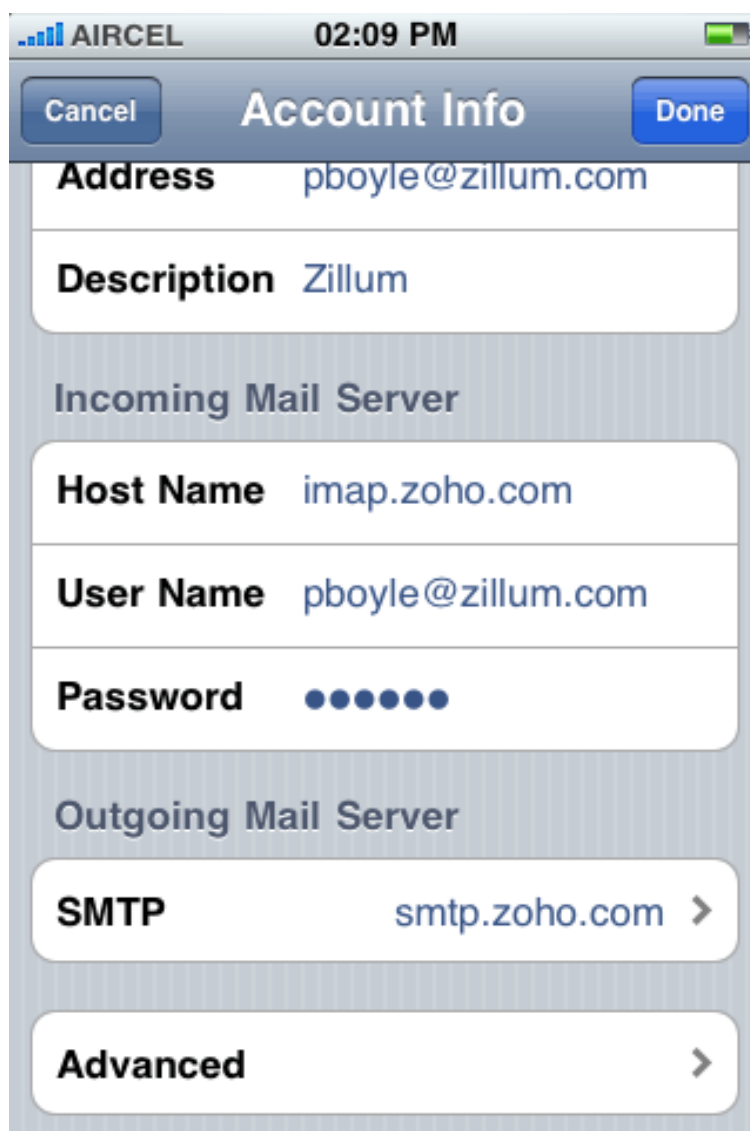 AIRCEL 02:09 PM
Cancel Account Info Done
Address pboyle@zillum.com
Description Zillum
Incoming Mail Server
Host Name imap.zoho.com
User Name pboyle@zillum.com
Password ●●●●●●
Outgoing Mail Server
SMTP smtp.zoho.com
Advanced